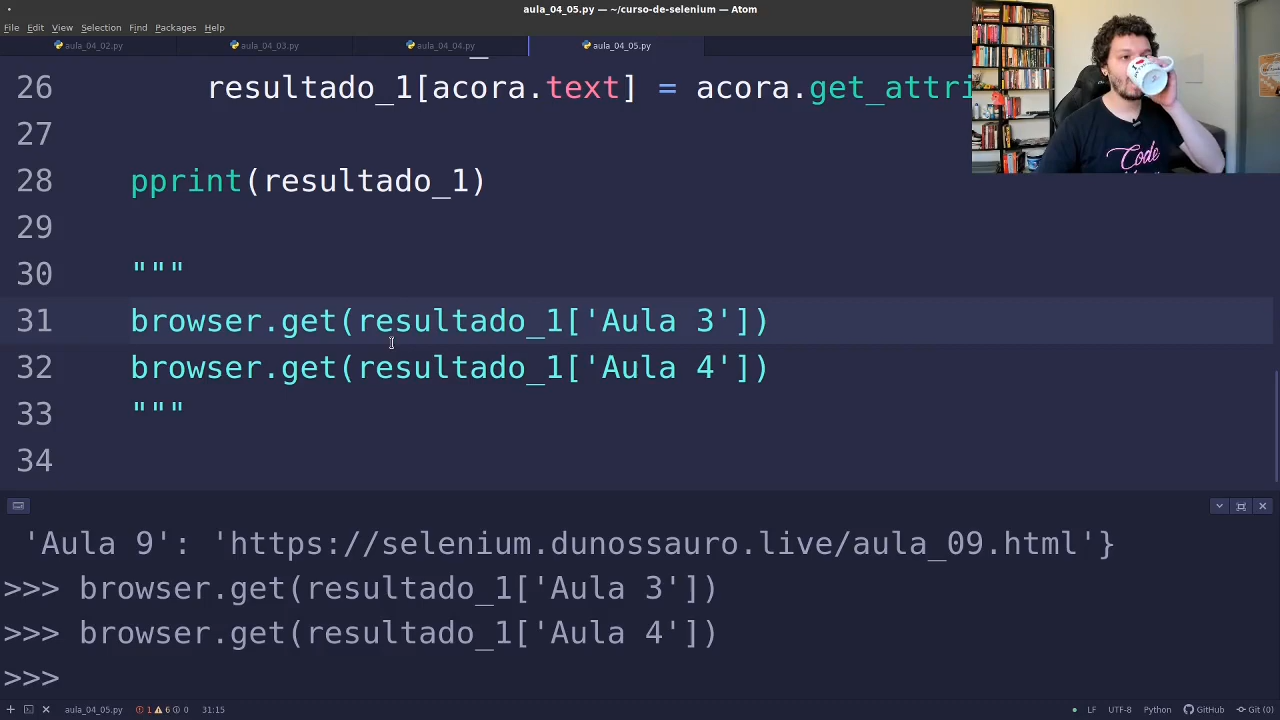 aula_04_05.py — ~/curso-de-selenium — Atom
File Edit View Selection Find Packages Help
aula_04_02.py aula_04_03.py aula_04_04.py aula_04_05.py
26 resultado_1[acora.text] = acora.get_attri
27
28 pprint(resultado_1)
29
30 """
31 browser.get(resultado_1['Aula 3'])
32 browser.get(resultado_1['Aula 4'])
33 """
34
'Aula 9': 'https://selenium.dunossauro.live/aula_09.html'}
>>> browser.get(resultado_1['Aula 3'])
>>> browser.get(resultado_1['Aula 4'])
>>>
aula_04_05.py 1 6 0 31:15 LF UTF-8 Python GitHub Git (0)
Code